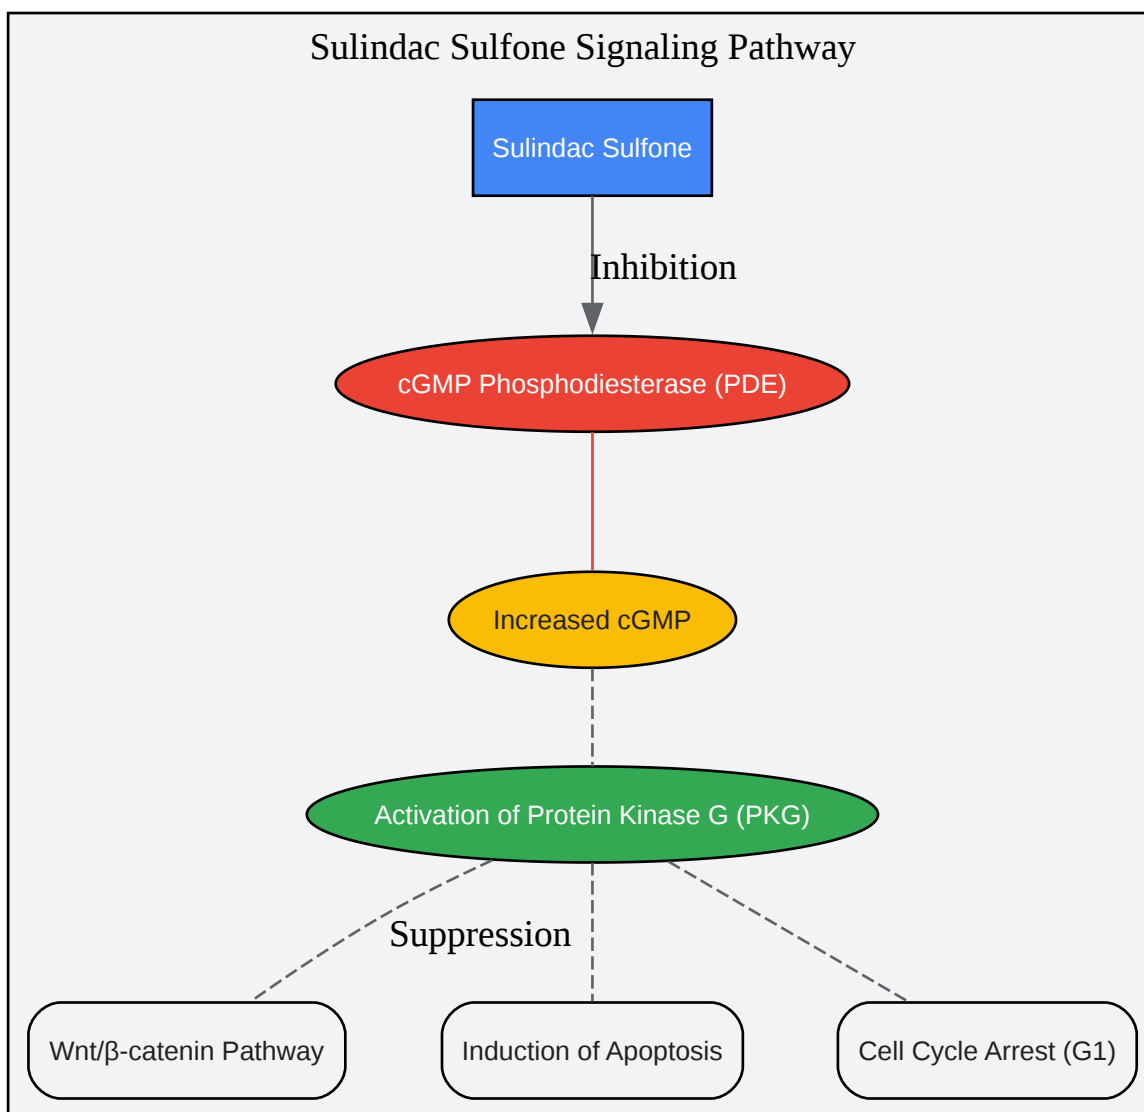 Sulindac Sulfone Signaling Pathway
Sulindac Sulfone
Inhibition
cGMP Phosphodiesterase (PDE)
Increased cGMP
Activation of Protein Kinase G (PKG)
Suppression
Wnt/β-catenin Pathway
Induction of Apoptosis
Cell Cycle Arrest (G1)